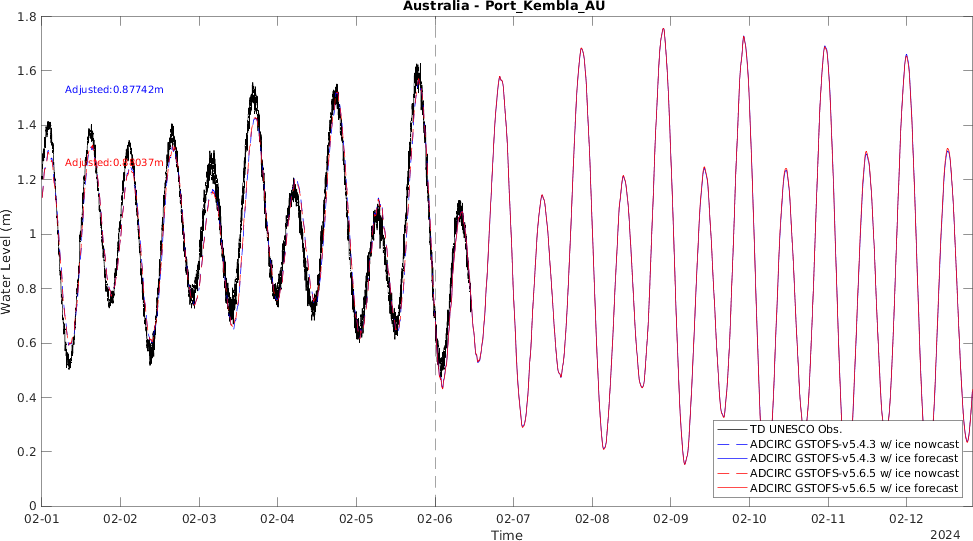 Australia - Port_Kembla_AU
1.8
1.6
1.4
1.2
1
0.8
0.6
0.4
0.2
0
Water Level (m)
Adjusted:0.87742m
Adjusted:0.88037m
TD UNESCO Obs.
ADCIRC GSTOFS-v5.4.3 w/ ice nowcast
ADCIRC GSTOFS-v5.4.3 w/ ice forecast
ADCIRC GSTOFS-v5.6.5 w/ ice nowcast
ADCIRC GSTOFS-v5.6.5 w/ ice forecast
02-01 02-02 02-03 02-04 02-05 02-06 02-07 02-08 02-09 02-10 02-11 02-12
Time
2024